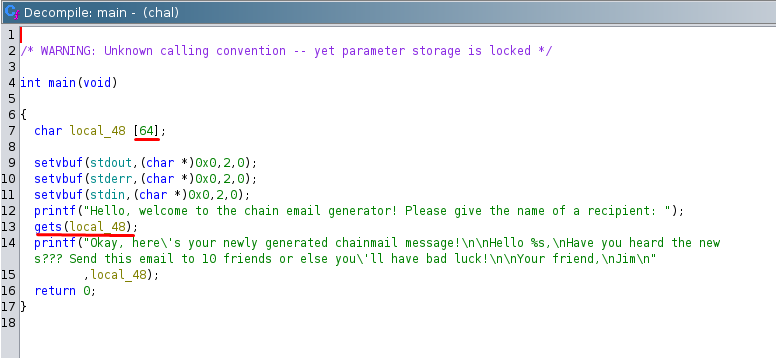 Decompile: main - (chal)
1
2 /* WARNING: Unknown calling convention -- yet parameter storage is locked */
3
4 int main(void)
5
6 {
7 char local_48 [64];
8
9 setvbuf(stdout,(char *)0x0,2,0);
10 setvbuf(stderr,(char *)0x0,2,0);
11 setvbuf(stdin,(char *)0x0,2,0);
12 printf("Hello, welcome to the chain email generator! Please give the name of a recipient: ");
13 gets(local_48);
14 printf("Okay, here\'s your newly generated chainmail message!\n\nHello %s,\nHave you heard the new
s??? Send this email to 10 friends or else you\'ll have bad luck!\n\nYour friend,\nJim\n"
15 ,local_48);
16 return 0;
17 }
18